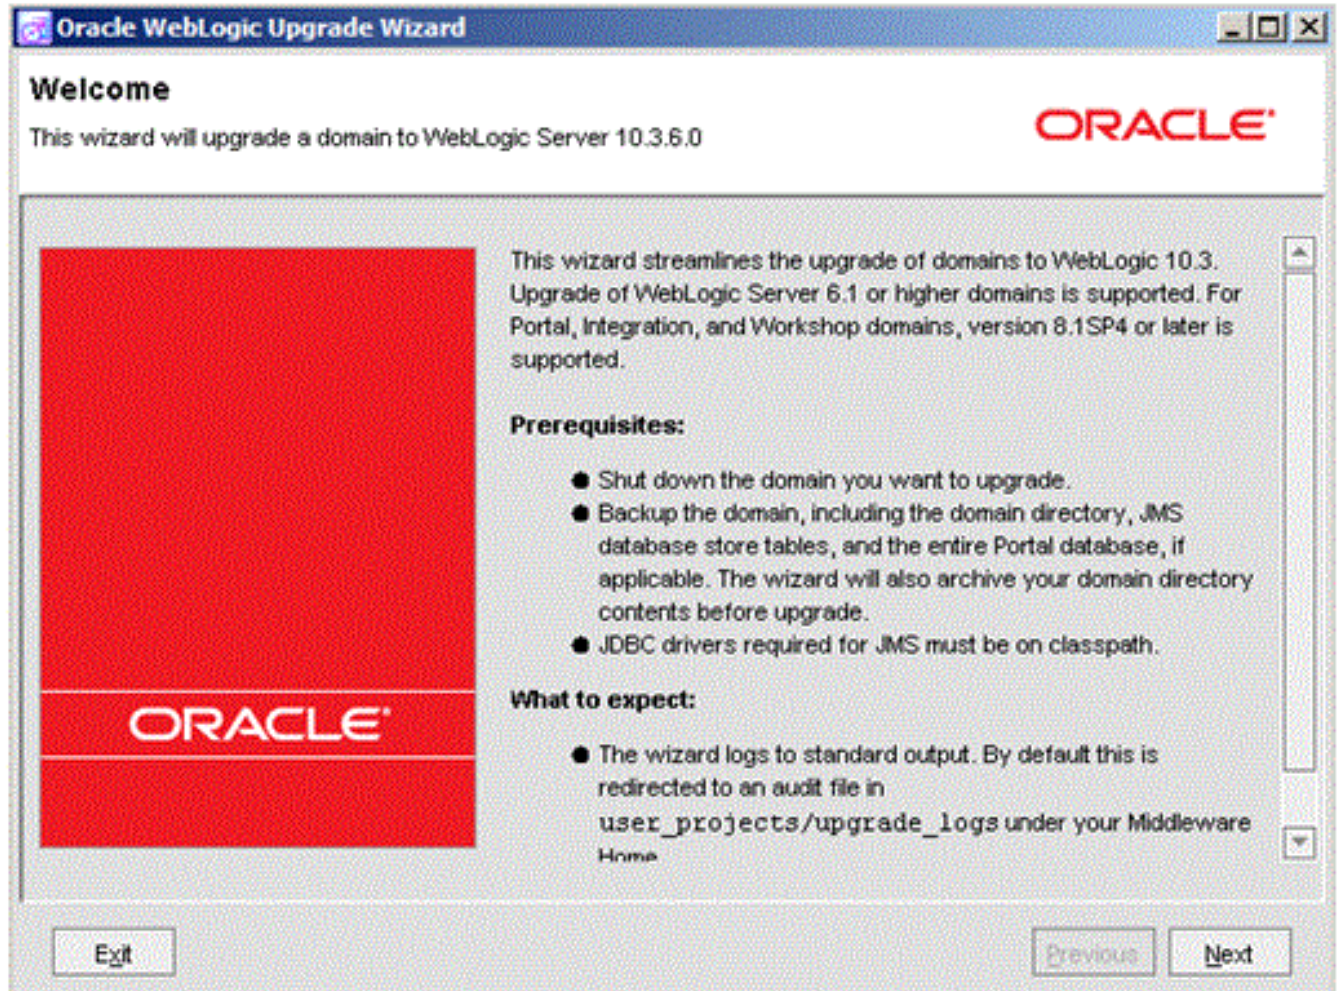 Oracle WebLogic Upgrade Wizard
Welcome
This wizard will upgrade a domain to WebLogic Server 10.3.6.0
ORACLE
This wizard streamlines the upgrade of domains to WebLogic 10.3.
Upgrade of WebLogic Server 6.1 or higher domains is supported. For
Portal, Integration, and Workshop domains, version 8.1SP4 or later is
supported.
Prerequisites:
Shut down the domain you want to upgrade.
Backup the domain, including the domain directory, JMS
database store tables, and the entire Portal database, if
applicable. The wizard will also archive your domain directory
contents before upgrade.
JDBC drivers required for JMS must be on classpath.
ORACLE
What to expect:
The wizard logs to standard output. By default this is
redirected to an audit file in
user_projects/upgrade_logs under your Middleware
Home
Exit
Previous
Next